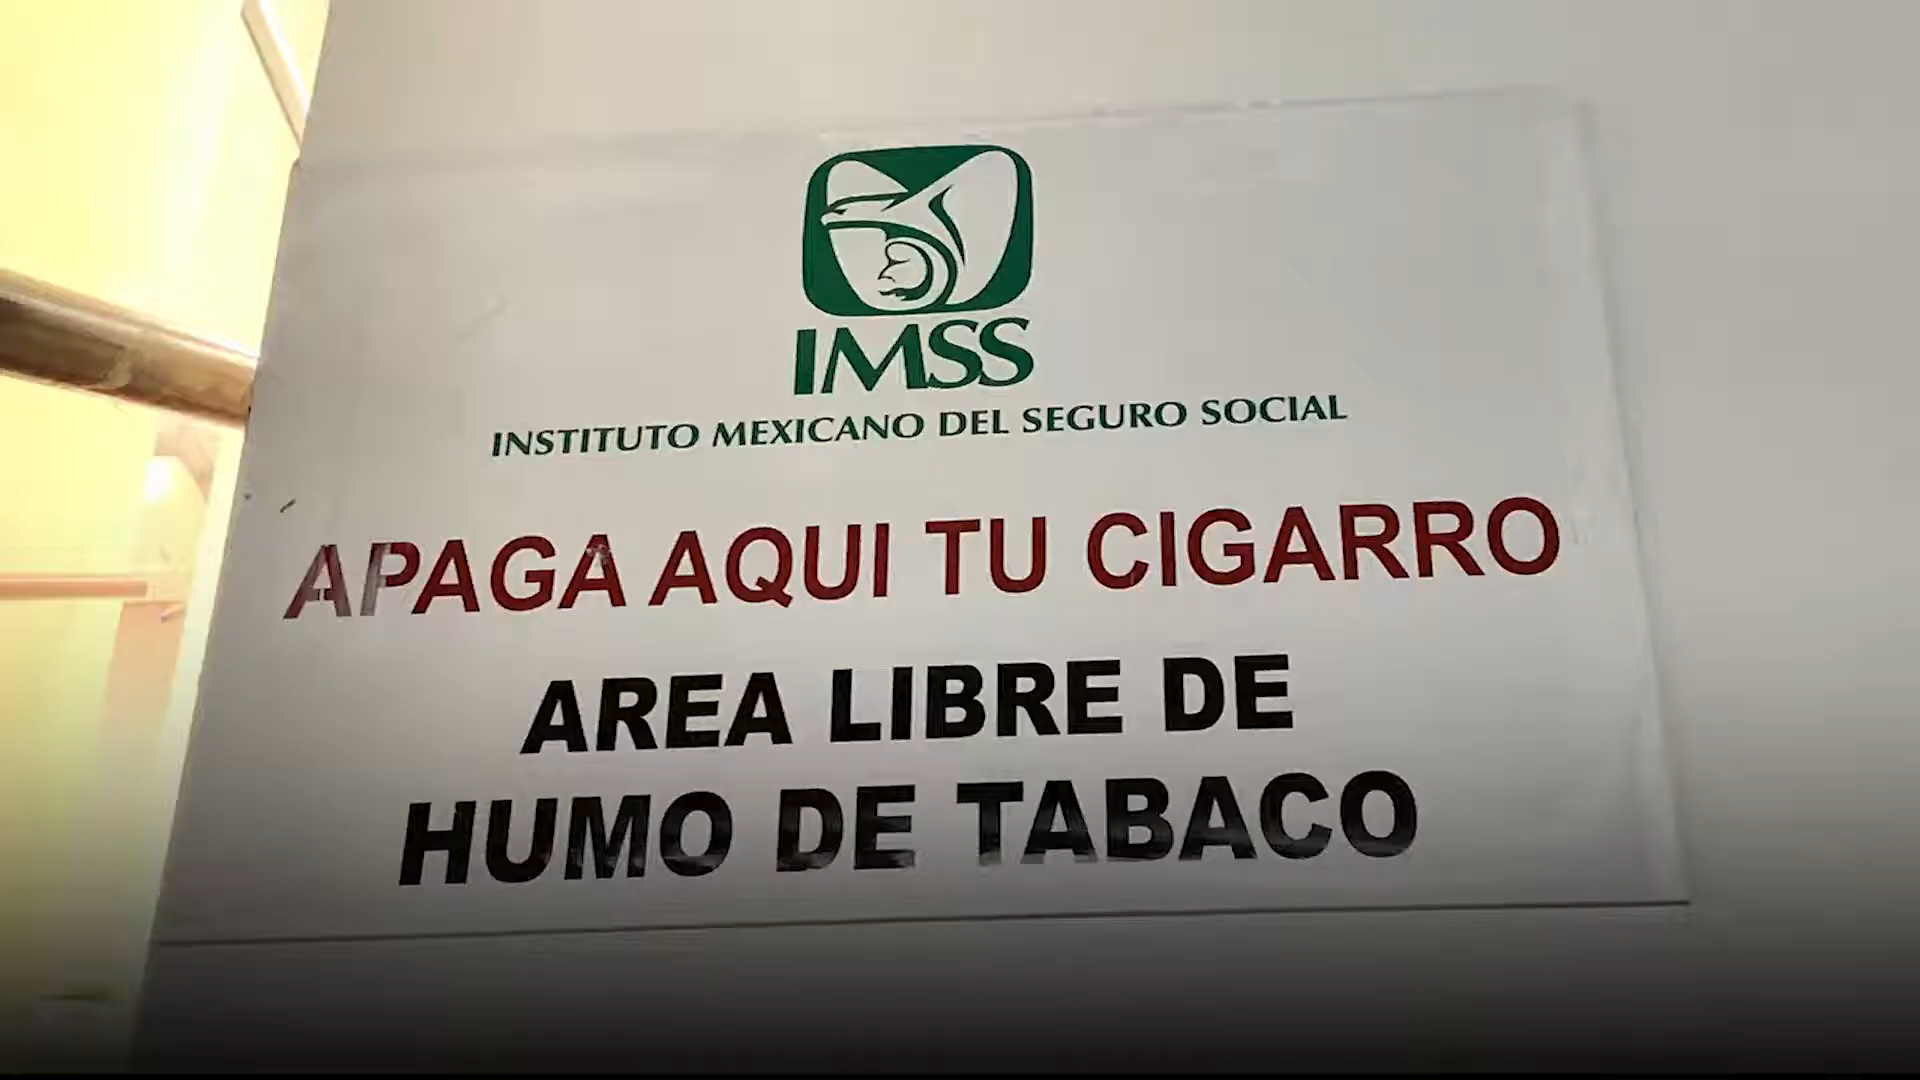 IMSS
INSTITUTO MEXICANO DEL SEGURO SOCIAL
APAGA AQUI TU CIGARRO
AREA LIBRE DE
HUMO DE TABACO